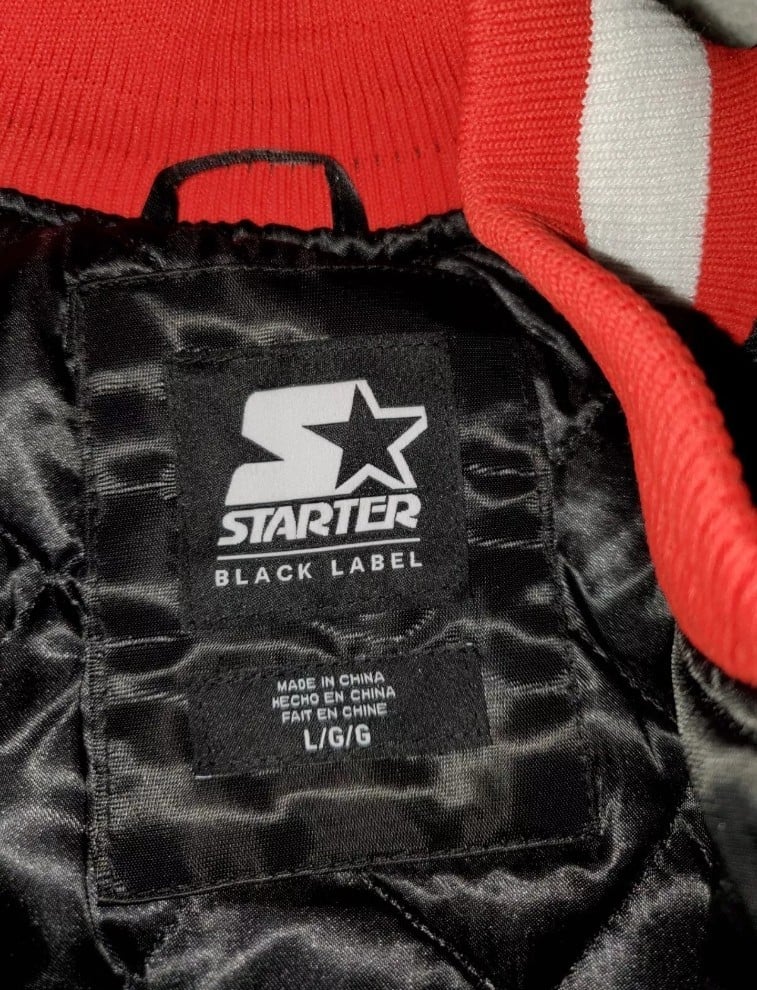 STARTER
BLACK LABEL
MADE IN CHINA
HECHO EN CHINA
FAIT EN CHINE
L/G/G